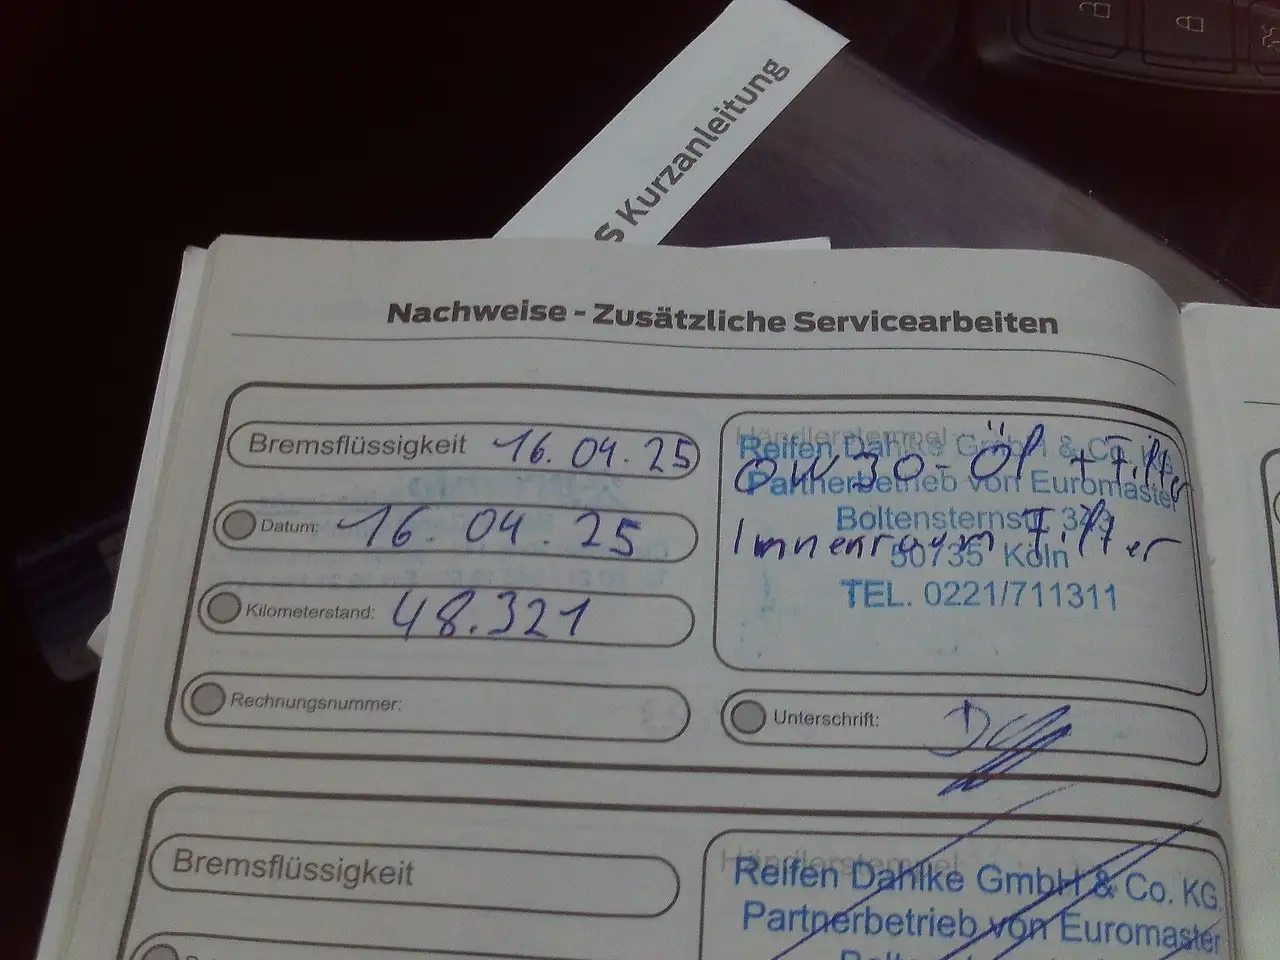 S Kurzanleitung
Nachweise - Zusätzliche Servicearbeiten
Bremsflüssigkeit 16.04.25
Datum: 16.04.25
Kilometerstand: 48.321
Rechnungsnummer:
Händlerstempel
Reifen Dahlke GmbH & Co. KG
Partnerbetrieb von Euromaster
Boltensternstr. 
50735 Köln
TEL. 0221/711311
0W30-Öl + Filter
Innenraum Filter
Unterschrift:
Bremsflüssigkeit
Händlerstempel
Reifen Dahlke GmbH & Co. KG.
Partnerbetrieb von Euromaster